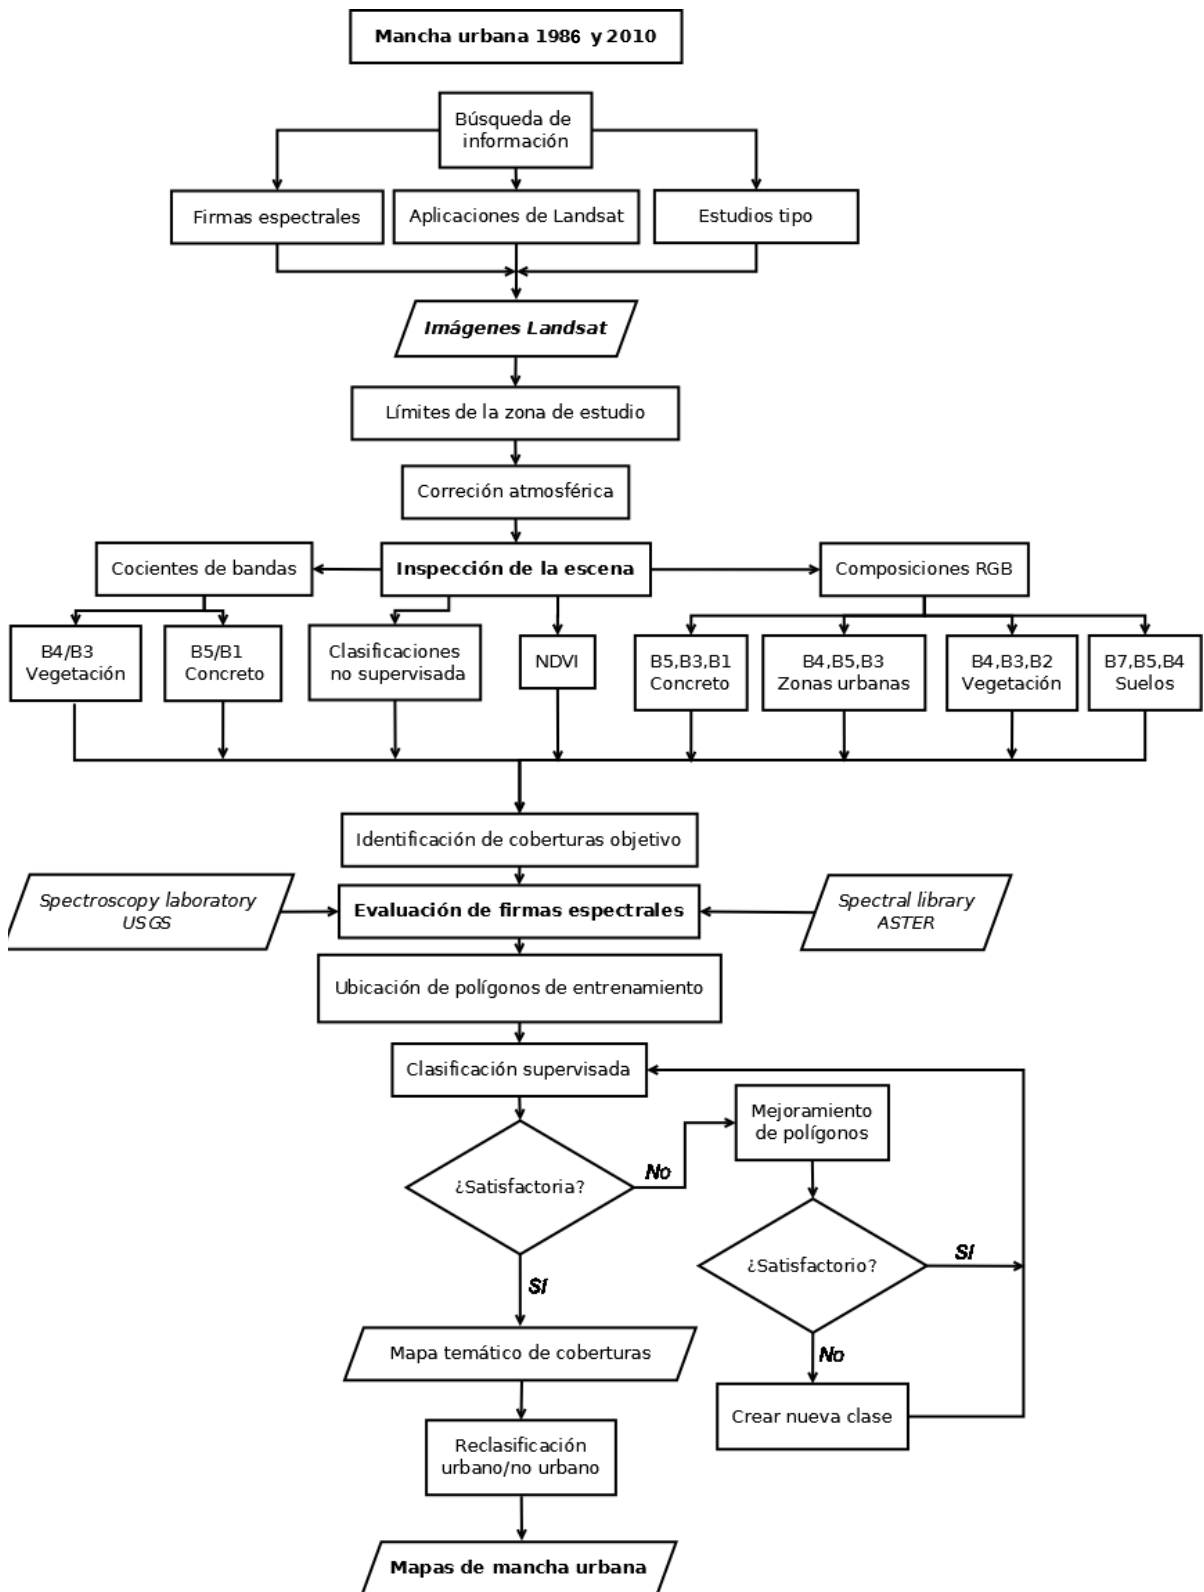 Mancha urbana 1986 y 2010
Búsqueda de
información
Firmas espectrales
Aplicaciones de Landsat
Estudios tipo
Imágenes Landsat
Límites de la zona de estudio
Correción atmosférica
Cocientes de bandas
Inspección de la escena
Composiciones RGB
B4/B3
Vegetación
B5/B1
Concreto
Clasificaciones
no supervisada
NDVI
B5,B3,B1
Concreto
B4,B5,B3
Zonas urbanas
B4,B3,B2
Vegetación
B7,B5,B4
Suelos
Identificación de coberturas objetivo
Spectroscopy laboratory
USGS
Evaluación de firmas espectrales
Spectral library
ASTER
Ubicación de polígonos de entrenamiento
Clasificación supervisada
Mejoramiento
de polígonos
¿Satisfactoria?
No
¿Satisfactorio?
Sí
Sí
No
Mapa temático de coberturas
Crear nueva clase
Reclasificación
urbano/no urbano
Mapas de mancha urbana